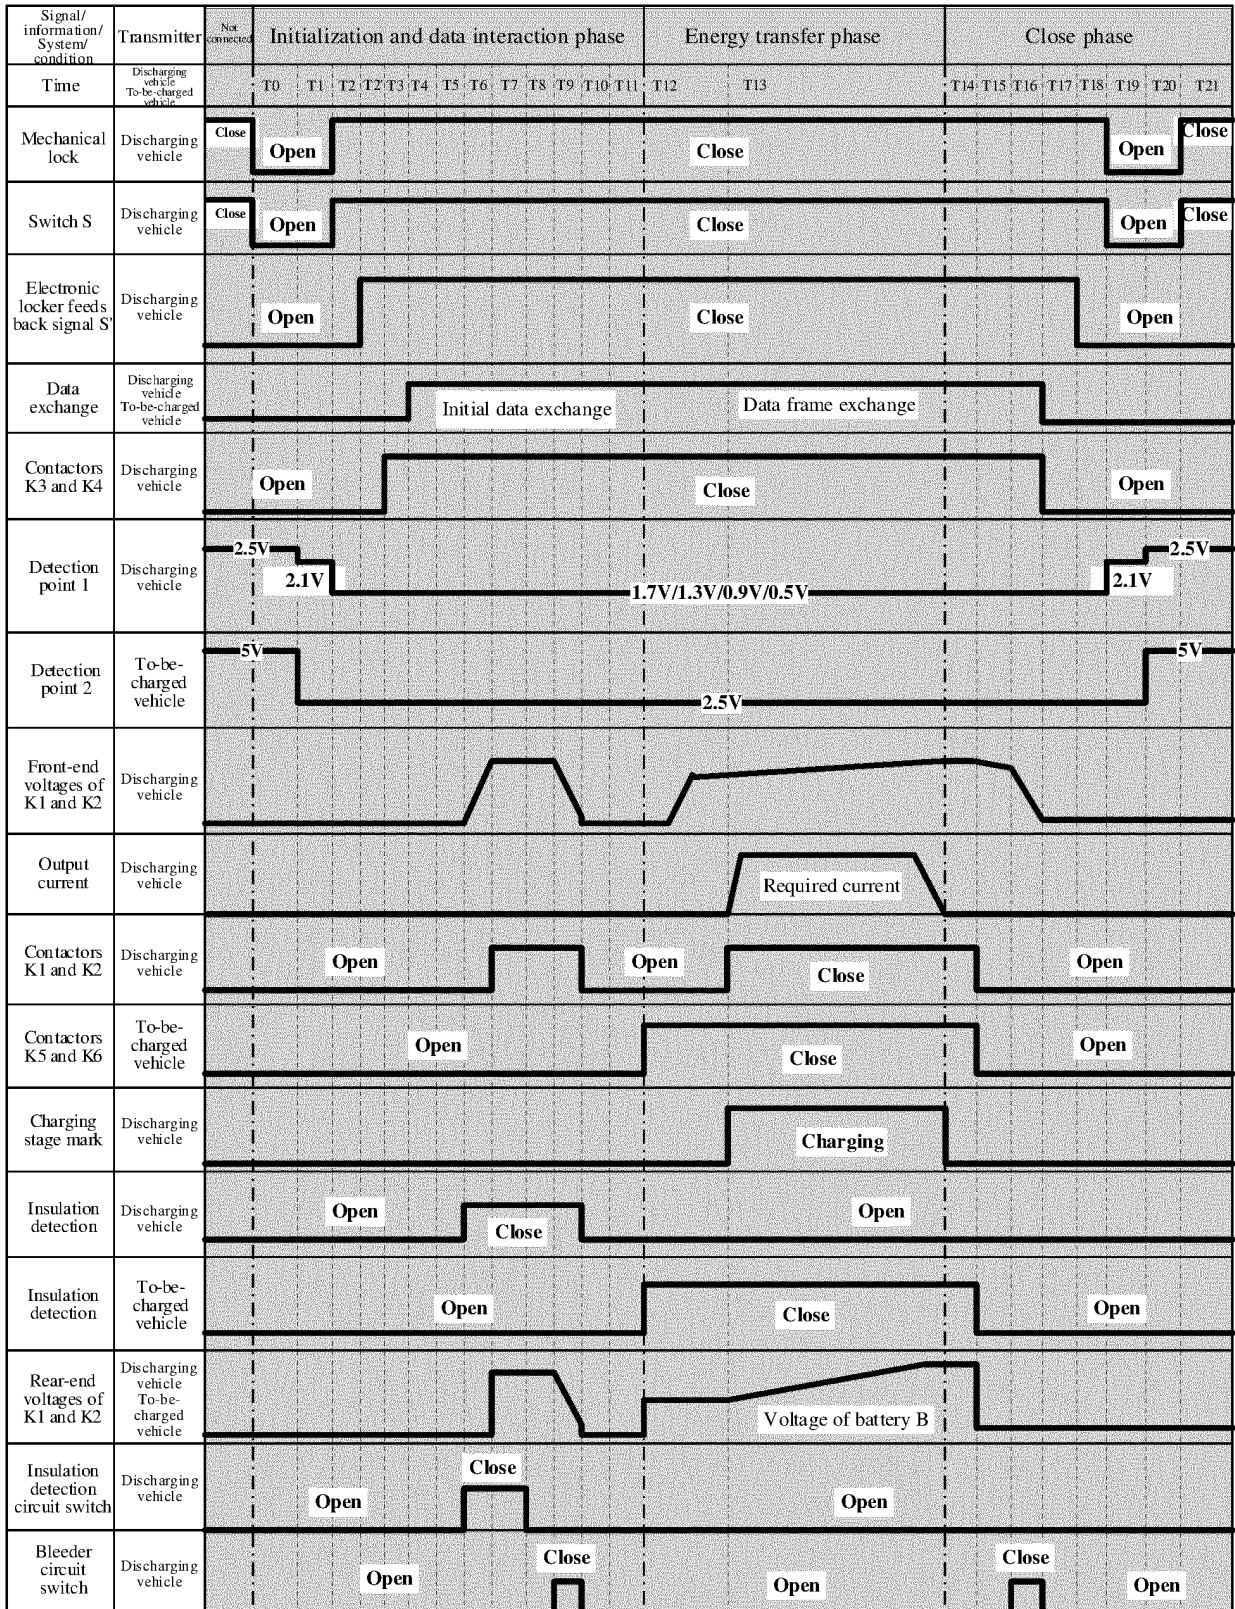 Signal/
information/
System/
condition
Transmitter
Not
connected
Initialization and data interaction phase
Energy transfer phase
Close phase
Time
Discharging
vehicle
To-be-charged
vehicle
T0 T1 T2 T2' T3 T4 T5 T6 T7 T8 T9 T10 T11 T12 T13 T14 T15 T16 T17 T18 T19 T20 T21
Mechanical
lock
Discharging
vehicle
Close
Open
Close
Open
Close
Switch S
Discharging
vehicle
Close
Open
Close
Open
Close
Electronic
locker feeds
back signal S'
Discharging
vehicle
Open
Close
Open
Data
exchange
Discharging
vehicle
To-be-charged
vehicle
Initial data exchange
Data frame exchange
Contactors
K3 and K4
Discharging
vehicle
Open
Close
Open
Detection
point 1
Discharging
vehicle
2.5V
2.1V
1.7V/1.3V/0.9V/0.5V
2.1V
2.5V
Detection
point 2
To-be-
charged
vehicle
5V
2.5V
5V
Front-end
voltages of
K1 and K2
Discharging
vehicle
Output
current
Discharging
vehicle
Required current
Contactors
K1 and K2
Discharging
vehicle
Open
Open
Close
Open
Contactors
K5 and K6
To-be-
charged
vehicle
Open
Close
Open
Charging
stage mark
Discharging
vehicle
Charging
Insulation
detection
Discharging
vehicle
Open
Close
Open
Insulation
detection
To-be-
charged
vehicle
Open
Close
Open
Rear-end
voltages of
K1 and K2
Discharging
vehicle
To-be-
charged
vehicle
Voltage of battery B
Insulation
detection
circuit switch
Discharging
vehicle
Open
Close
Open
Bleeder
circuit
switch
Discharging
vehicle
Open
Close
Open
Close
Open